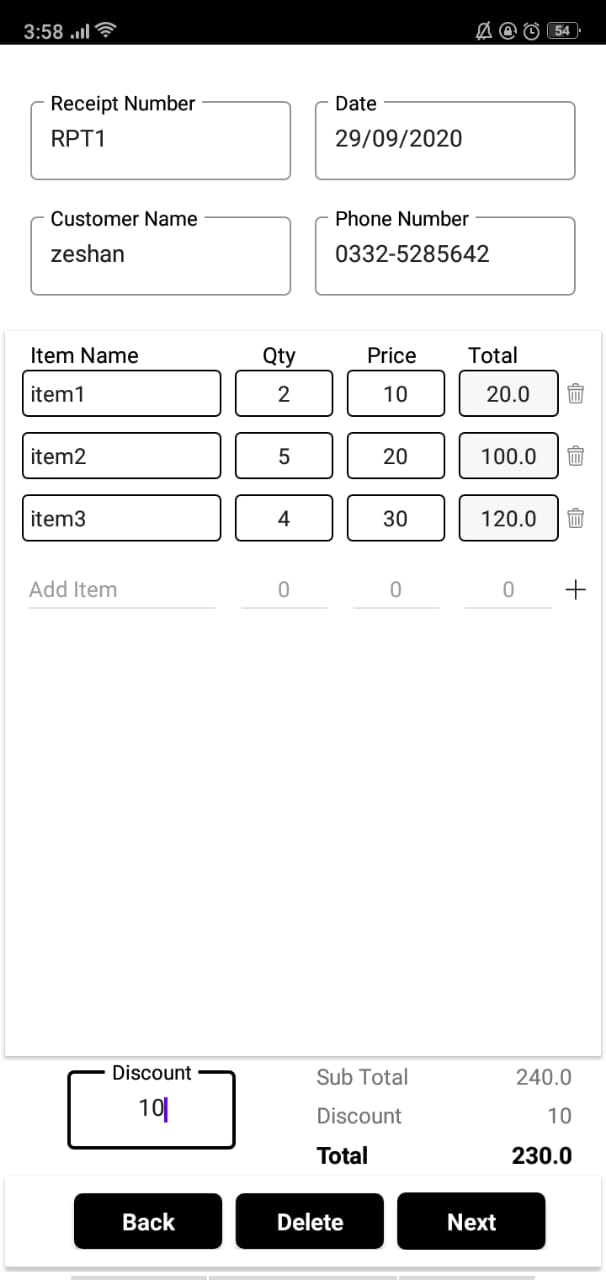 3:58 54
Receipt Number Date
RPT1 29/09/2020
Customer Name Phone Number
zeshan 0332-5285642
Item Name Qty Price Total
item1 2 10 20.0
item2 5 20 100.0
item3 4 30 120.0
Add Item 0 0 0 +
Discount Sub Total 240.0
10 Discount 10
Total 230.0
Back Delete Next